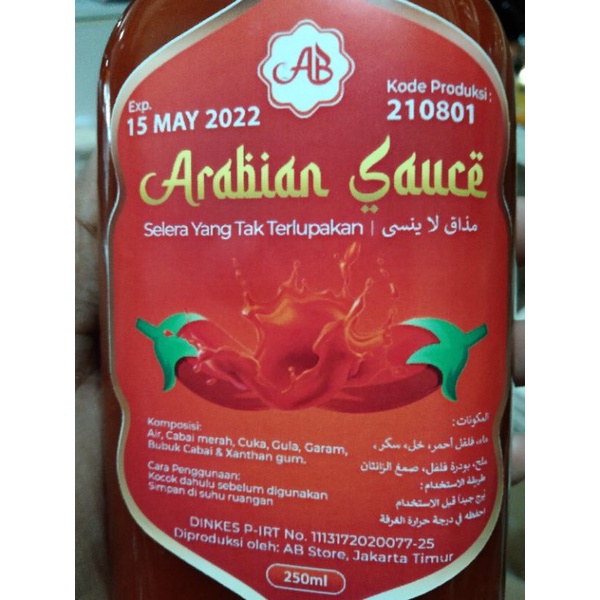 AB
Exp.
15 MAY 2022
Kode Produksi :
210801
Arabian Sauce
Selera Yang Tak Terlupakan | مذاق لا ينسى
Komposisi:
Air, Cabai merah, Cuka, Gula, Garam,
Bubuk Cabai & Xanthan gum.
Cara Penggunaan:
Kocok dahulu sebelum digunakan
Simpan di suhu ruangan
المكونات :
ماء، فلفل أحمر، خل، سكر،
ملح، بودرة فلفل، صمغ الزانثان
طريقة الاستخدام :
يُرج جيداً قبل الاستخدام
احفظه في درجة حرارة الغرفة
DINKES P-IRT No. 1113172020077-25
Diproduksi oleh: AB Store, Jakarta Timur
250ml